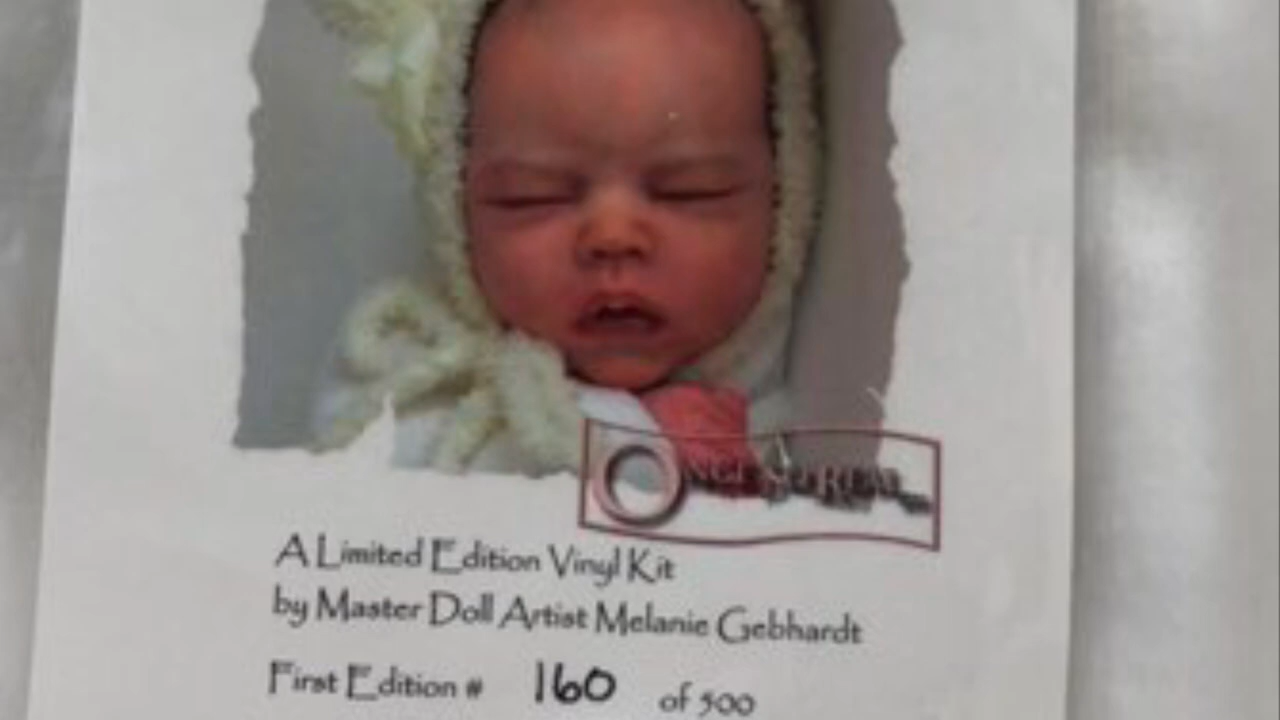 A Limited Edition Vinyl Kit
by Master Doll Artist Melanie Gebhardt
First Edition # 160 of 500